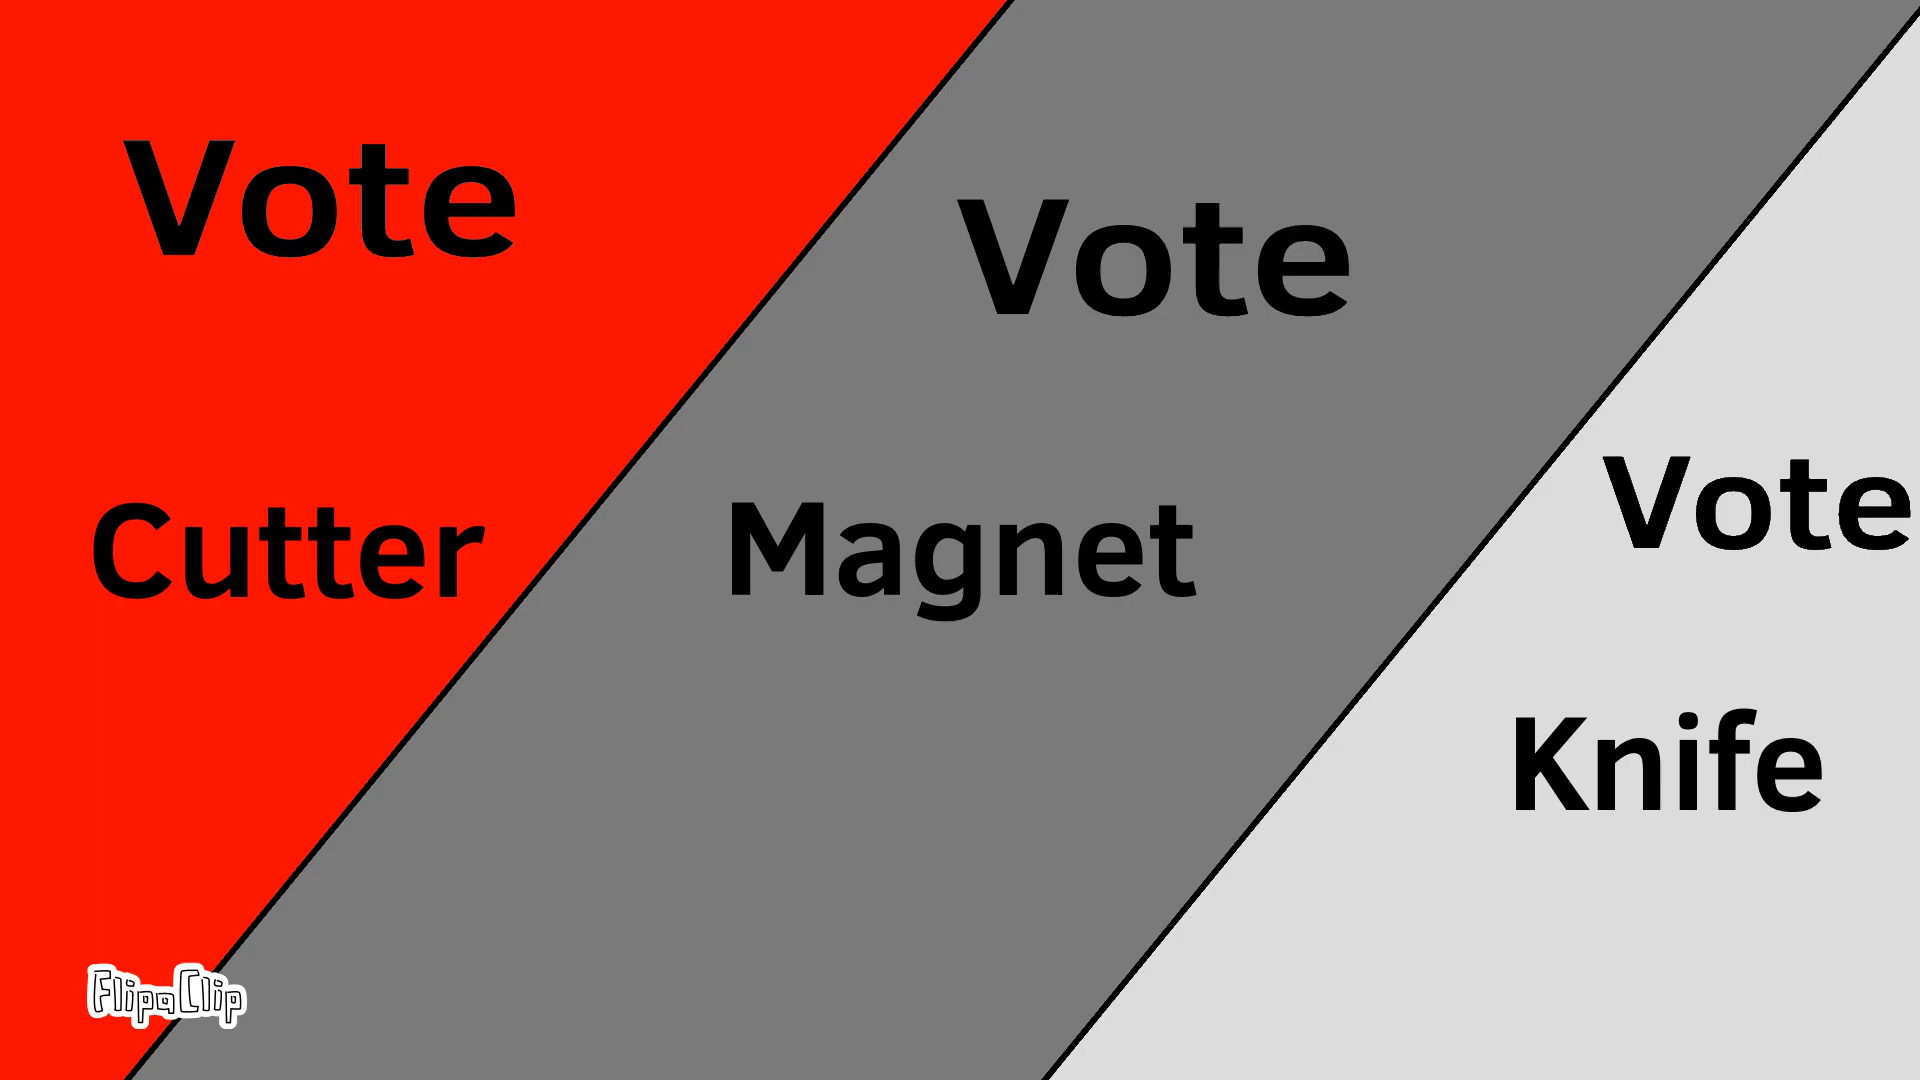 Vote
Cutter
Vote
Magnet
Vote
Knife
FlipaClip